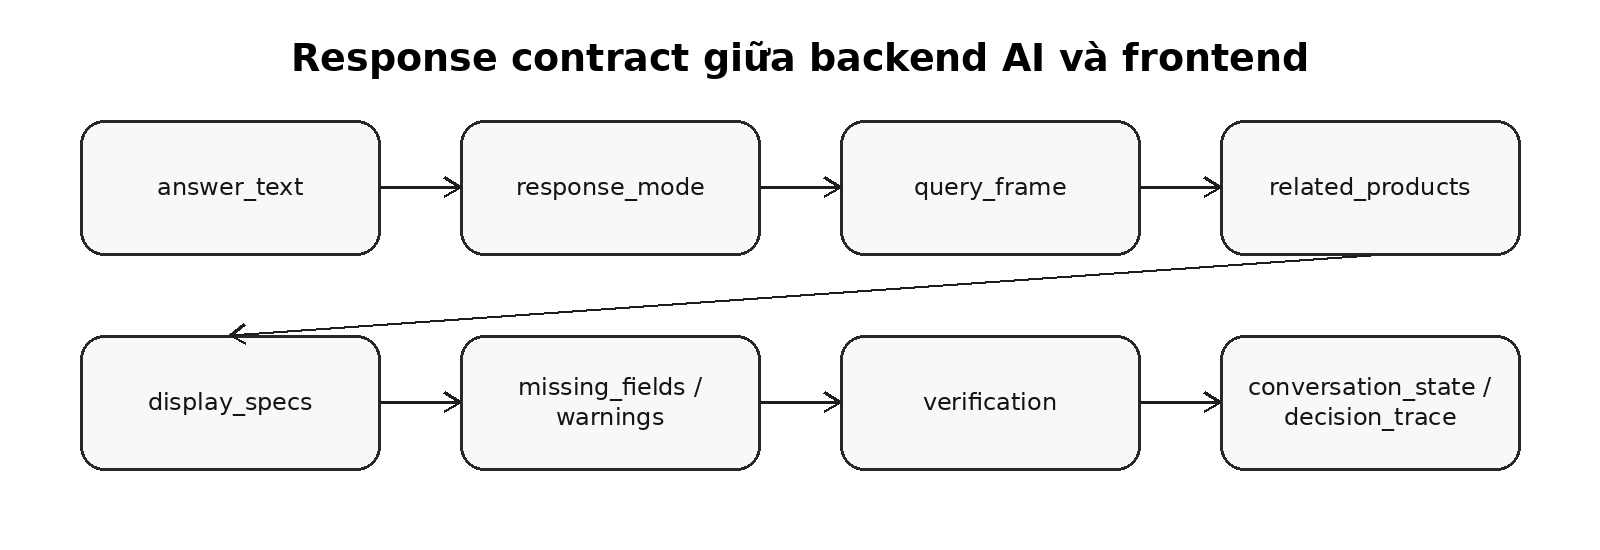 Response contract giữa backend AI và frontend
answer_text
response_mode
query_frame
related_products
display_specs
missing_fields /
warnings
verification
conversation_state /
decision_trace